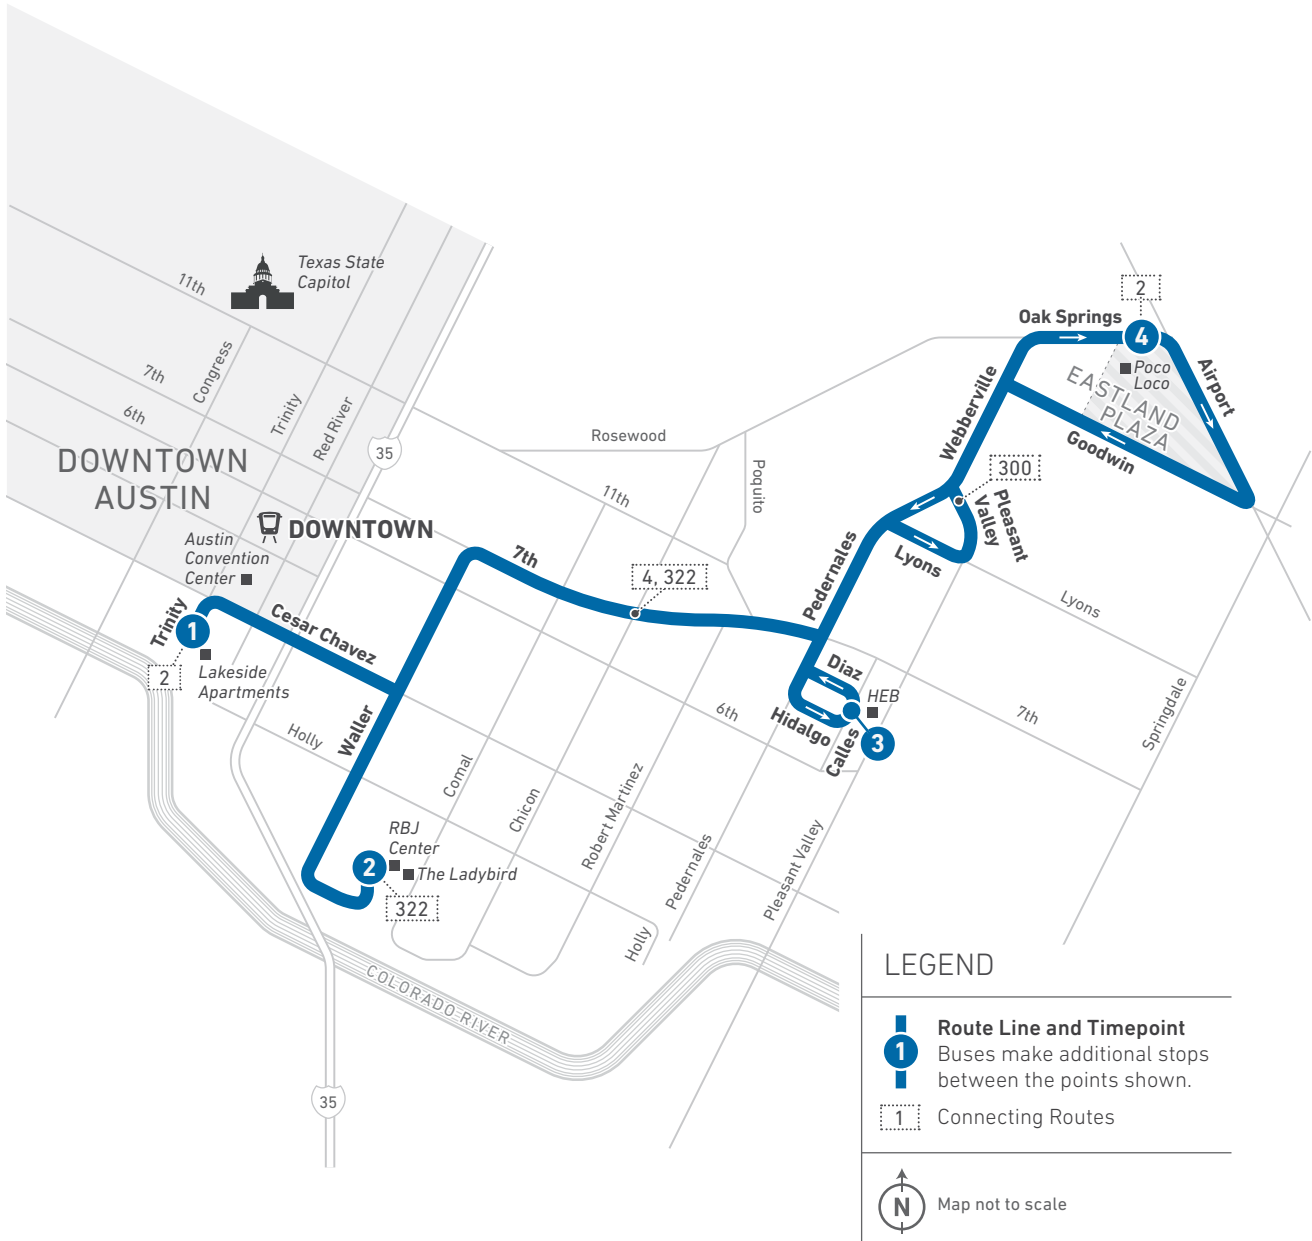 Texas State
Capitol
11th
7th
6th
Congress
Trinity
Red River
35
DOWNTOWN
AUSTIN
DOWNTOWN
Austin
Convention
Center
Trinity
1
2
Lakeside
Apartments
Cesar Chavez
Waller
Holly
7th
4, 322
Rosewood
11th
Poquito
2
Oak Springs
4
Poco
Loco
EASTLAND
PLAZA
Airport
Goodwin
Webberville
300
Pleasant
Valley
Lyons
Lyons
Pedernales
Diaz
HEB
Hidalgo
Calles
3
6th
7th
Springdale
Comal
Chicon
Robert Martinez
Pedernales
Pleasant Valley
Holly
RBJ
Center
2
The Ladybird
322
COLORADO RIVER
35
LEGEND
1
Route Line and Timepoint
Buses make additional stops
between the points shown.
1
Connecting Routes
N
Map not to scale